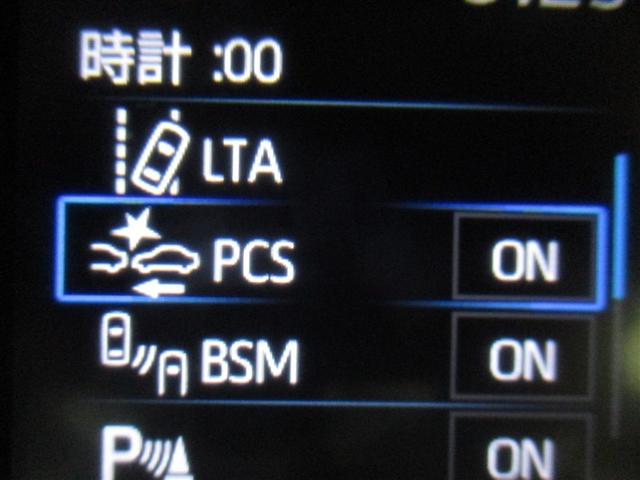 時計 :00
LTA
PCS ON
BSM ON
P ON